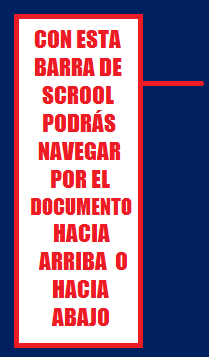 CON ESTA
BARRA DE
SCROOL
PODRÁS
NAVEGAR
POR EL
DOCUMENTO
HACIA
ARRIBA O
HACIA
ABAJO